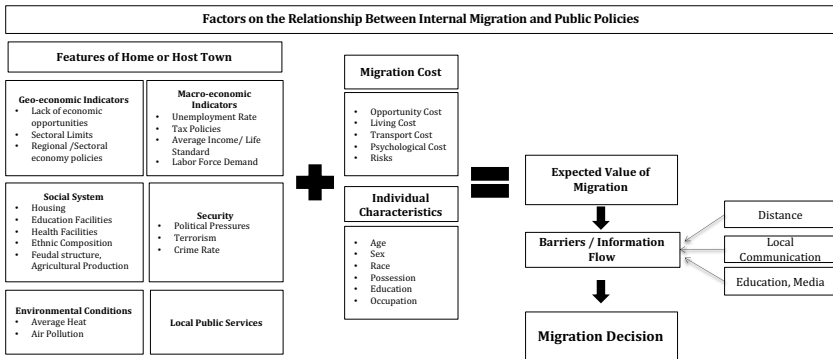 Factors on the Relationship Between Internal Migration and Public Policies
Features of Home or Host Town
Geo-economic Indicators
• Lack of economic
opportunities
• Sectoral Limits
• Regional /Sectoral
economy policies
Macro-economic
Indicators
• Unemployment Rate
• Tax Policies
• Average Income/ Life
Standard
• Labor Force Demand
Social System
• Housing
• Education Facilities
• Health Facilities
• Ethnic Composition
• Feudal structure,
Agricultural Production
Security
• Political Pressures
• Terrorism
• Crime Rate
Environmental Conditions
• Average Heat
• Air Pollution
Local Public Services
Migration Cost
• Opportunity Cost
• Living Cost
• Transport Cost
• Psychological Cost
• Risks
Individual
Characteristics
• Age
• Sex
• Race
• Possession
• Education
• Occupation
Expected Value of
Migration
Barriers / Information
Flow
Migration Decision
Distance
Local
Communication
Education, Media